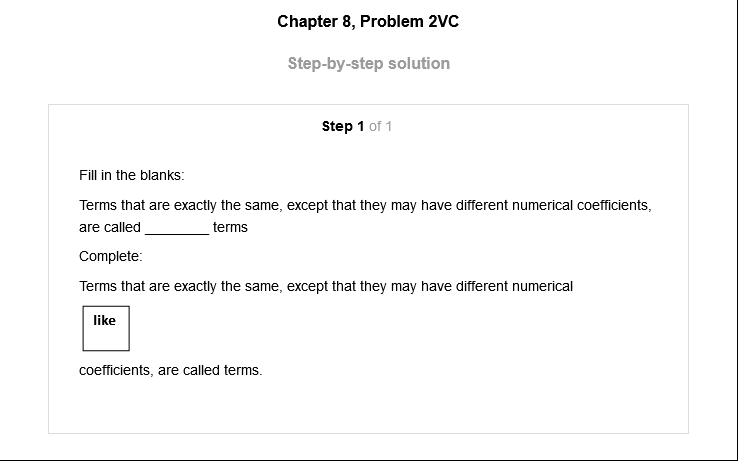 Chapter 8, Problem 2VC
Step-by-step solution
Step 1 of 1
Fill in the blanks:
Terms that are exactly the same, except that they may have different numerical coefficients,
are called ________ terms
Complete:
Terms that are exactly the same, except that they may have different numerical
like
coefficients, are called terms.